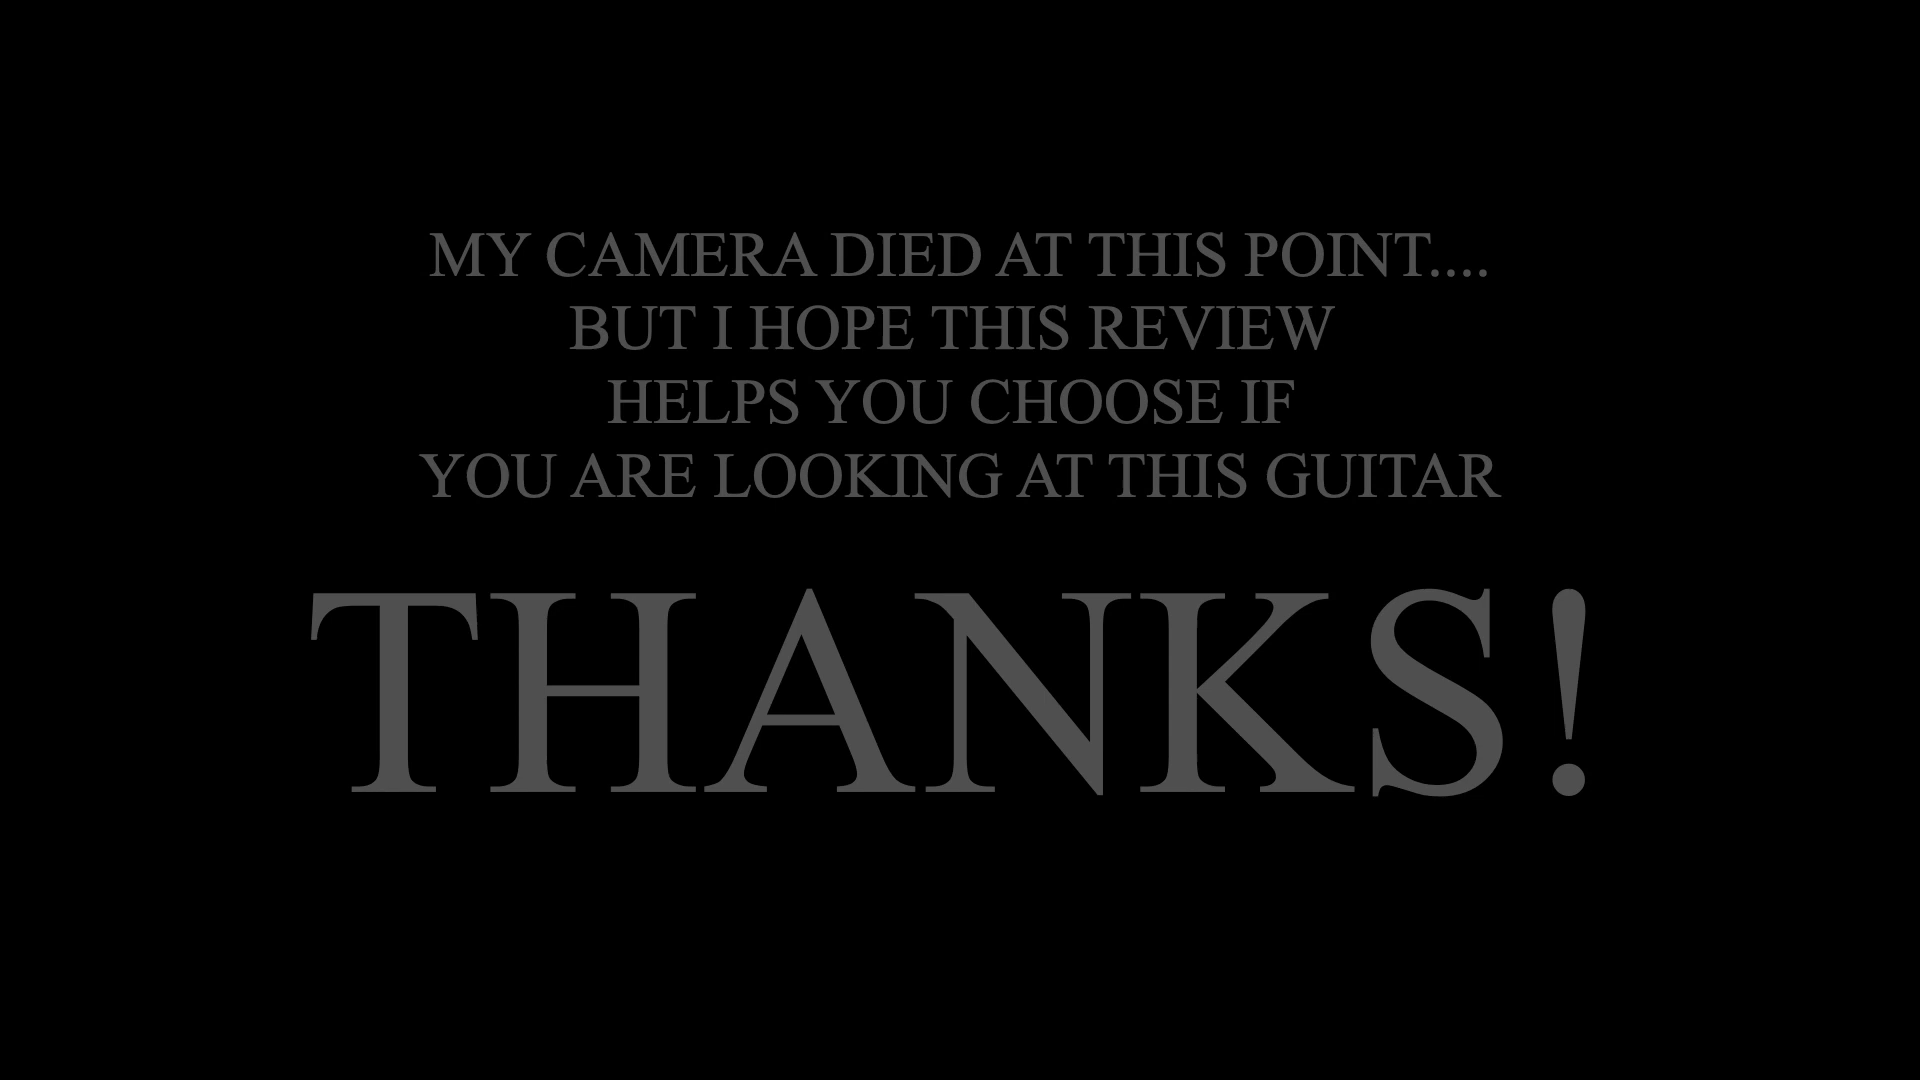 MY CAMERA DIED AT THIS POINT....
BUT I HOPE THIS REVIEW
HELPS YOU CHOOSE IF
YOU ARE LOOKING AT THIS GUITAR
THANKS!